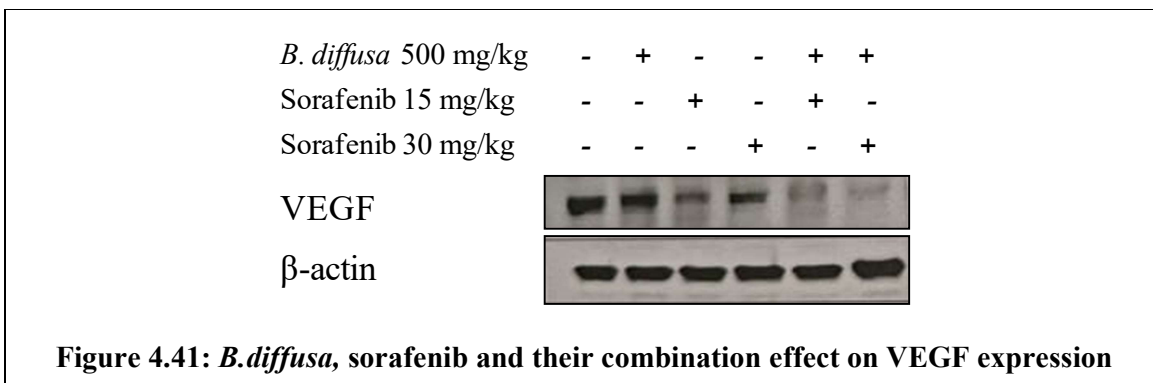 B. diffusa 500 mg/kg - + - - + +
Sorafenib 15 mg/kg - - + - + -
Sorafenib 30 mg/kg - - - + - +
VEGF
β-actin
Figure 4.41: B.diffusa, sorafenib and their combination effect on VEGF expression